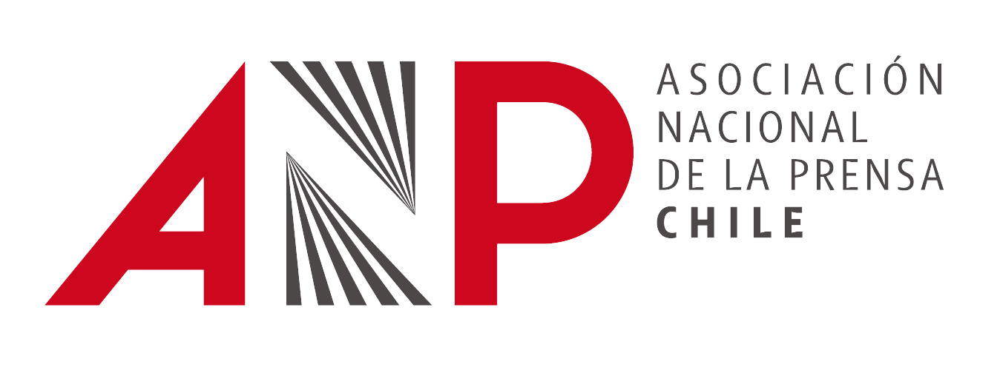 ANP
ASOCIACIÓN
NACIONAL
DE LA PRENSA
CHILE